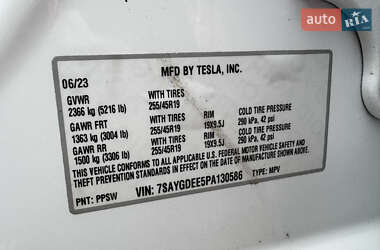 auto RIA.com
MFD BY TESLA, INC.
06/23
GVWR WITH TIRES
2366 kg (5216 lb) 255/45R19
GAWR FRT WITH TIRES RIM COLD TIRE PRESSURE
1363 kg (3004 lb) 255/45R19 19X9.5J 290 kPa, 42 psi
GAWR RR WITH TIRES RIM COLD TIRE PRESSURE
1500 kg (3306 lb) 255/45R19 19X9.5J 290 kPa, 42 psi
THIS VEHICLE CONFORMS TO ALL APPLICABLE U.S. FEDERAL MOTOR VEHICLE SAFETY,
BUMPER, AND THEFT PREVENTION STANDARDS IN EFFECT ON THE DATE OF MANUFACTURE
SHOWN ABOVE.
PNT: PPSW VIN: 7SAYGDEE5PA130586 TYPE: MPV